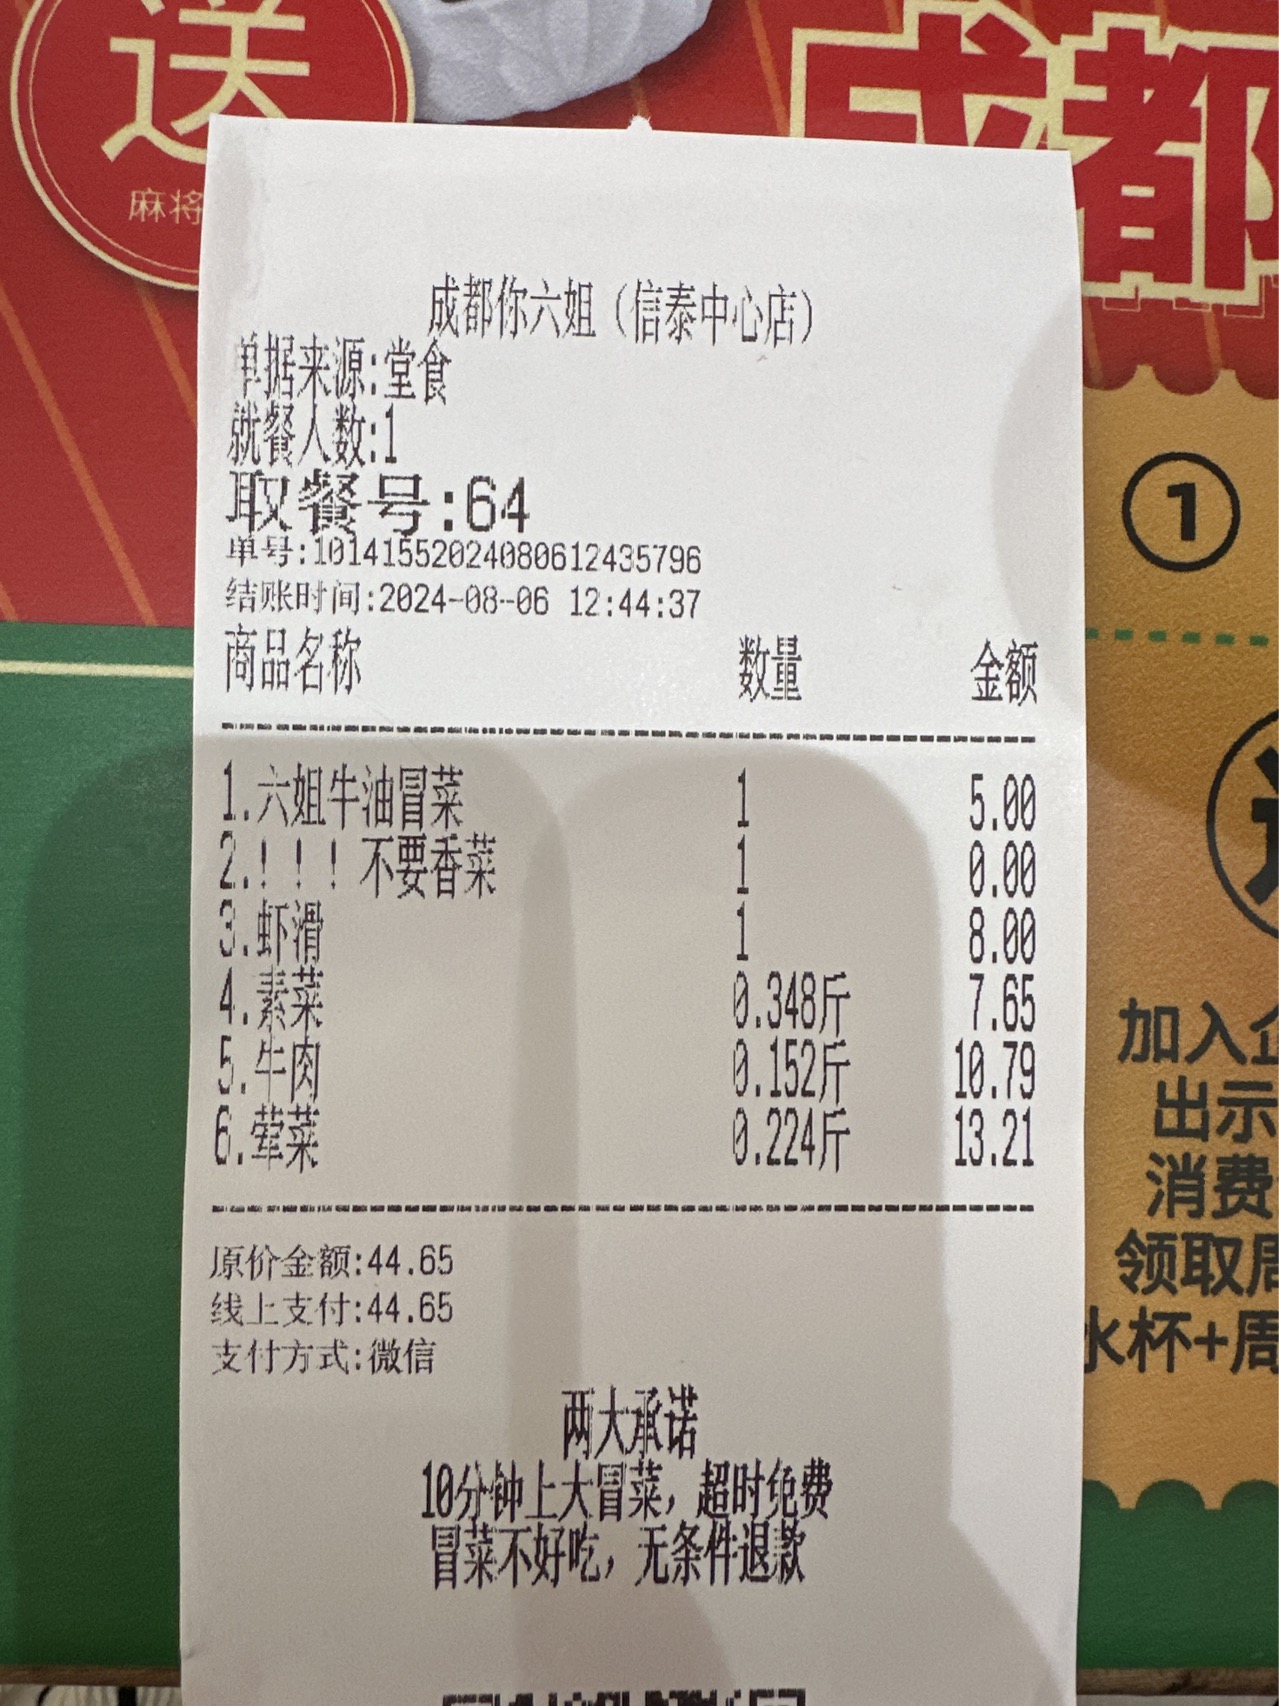 送
麻将
成都
成都你六姐（信泰中心店）
单据来源:堂食
就餐人数:1
取餐号:64
单号:10141552024080612435796
结账时间:2024-08-06 12:44:37
商品名称 数量 金额
1.六姐牛油冒菜 1 5.00
2.！！！不要香菜 1 0.00
3.虾滑 1 8.00
4.素菜 0.348斤 7.65
5.牛肉 0.152斤 10.79
6.荤菜 0.224斤 13.21
原价金额:44.65
线上支付:44.65
支付方式:微信
两大承诺
10分钟上大冒菜，超时免费
冒菜不好吃，无条件退款
①
加入企
出示
消费
领取周
水杯+周